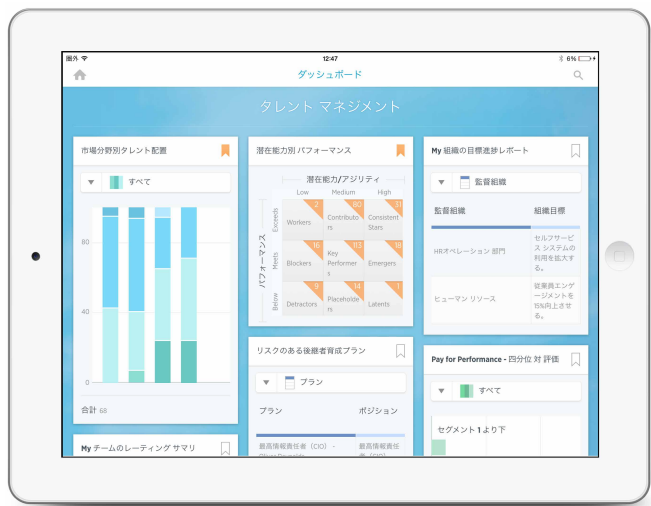 圏外
12:47
6%
ダッシュボード
タレント マネジメント
市場分野別タレント配置
すべて
80
40
0
合計 68
My チームのレーティング サマリ
潜在能力別 パフォーマンス
潜在能力/アジリティ
Low Medium High
パフォーマンス
Exceeds
2
Workers
80
Contributo
rs
31
Consistent
Stars
Meets
16
Blockers
113
Key
Performer
s
18
Emergers
Below
9
Detractors
14
Placeholde
rs
1
Latents
リスクのある後継者育成プラン
プラン
プラン ポジション
最高情報責任者（CIO） -
最高情報責任
My 組織の目標進捗レポート
監督組織
監督組織 組織目標
HRオペレーション 部門
セルフサービ
ス システムの
利用を拡大す
る。
ヒューマン リソース
従業員エンゲ
ージメントを
15%向上させ
る。
Pay for Performance - 四分位 対 評価
すべて
セグメント 1 より下